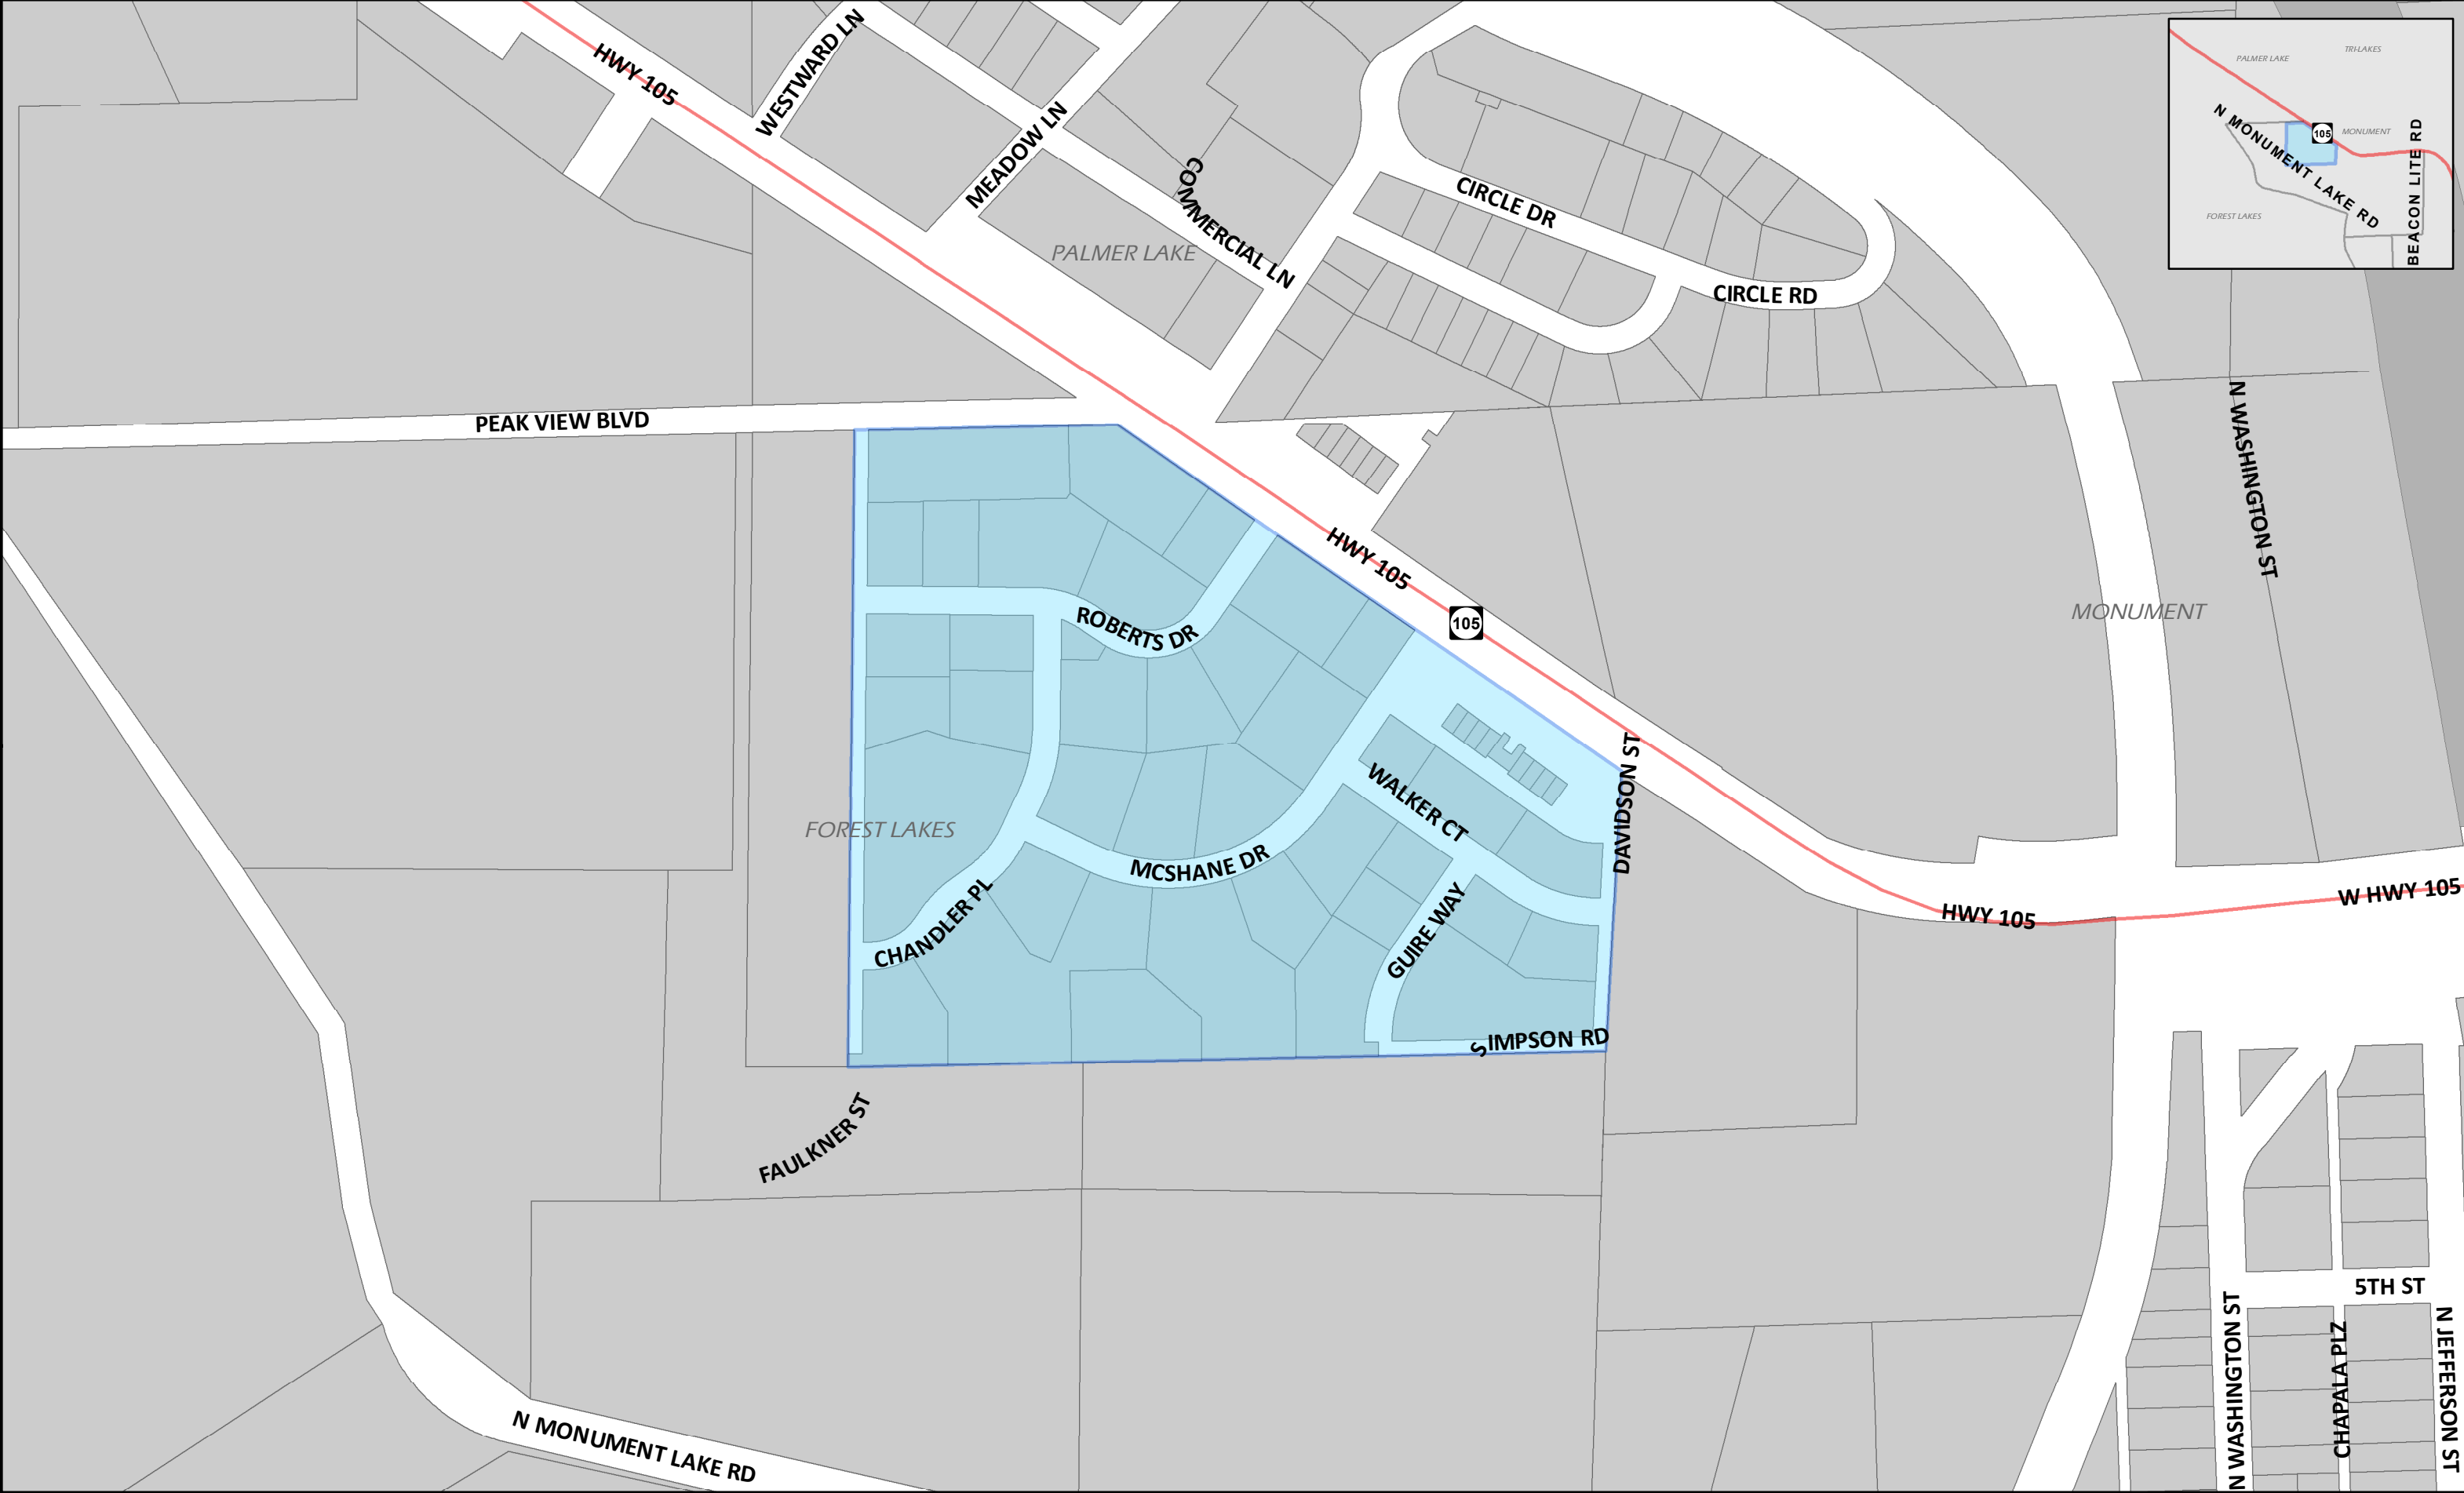 HWY 105
WESTWARD LN
MEADOW LN
COMMERCIAL LN
PALMER LAKE
CIRCLE DR
CIRCLE RD
PALMER LAKE
TRI-LAKES
N MONUMENT LAKE RD
105
MONUMENT
BEACON LITE RD
FOREST LAKES
PEAK VIEW BLVD
N WASHINGTON ST
HWY 105
105
MONUMENT
ROBERTS DR
DAVIDSON ST
WALKER CT
FOREST LAKES
MCSHANE DR
CHANDLER PL
GUIRE WAY
HWY 105
W HWY 105
SIMPSON RD
FAULKNER ST
5TH ST
N WASHINGTON ST
CHAPALA PLZ
N JEFFERSON ST
N MONUMENT LAKE RD